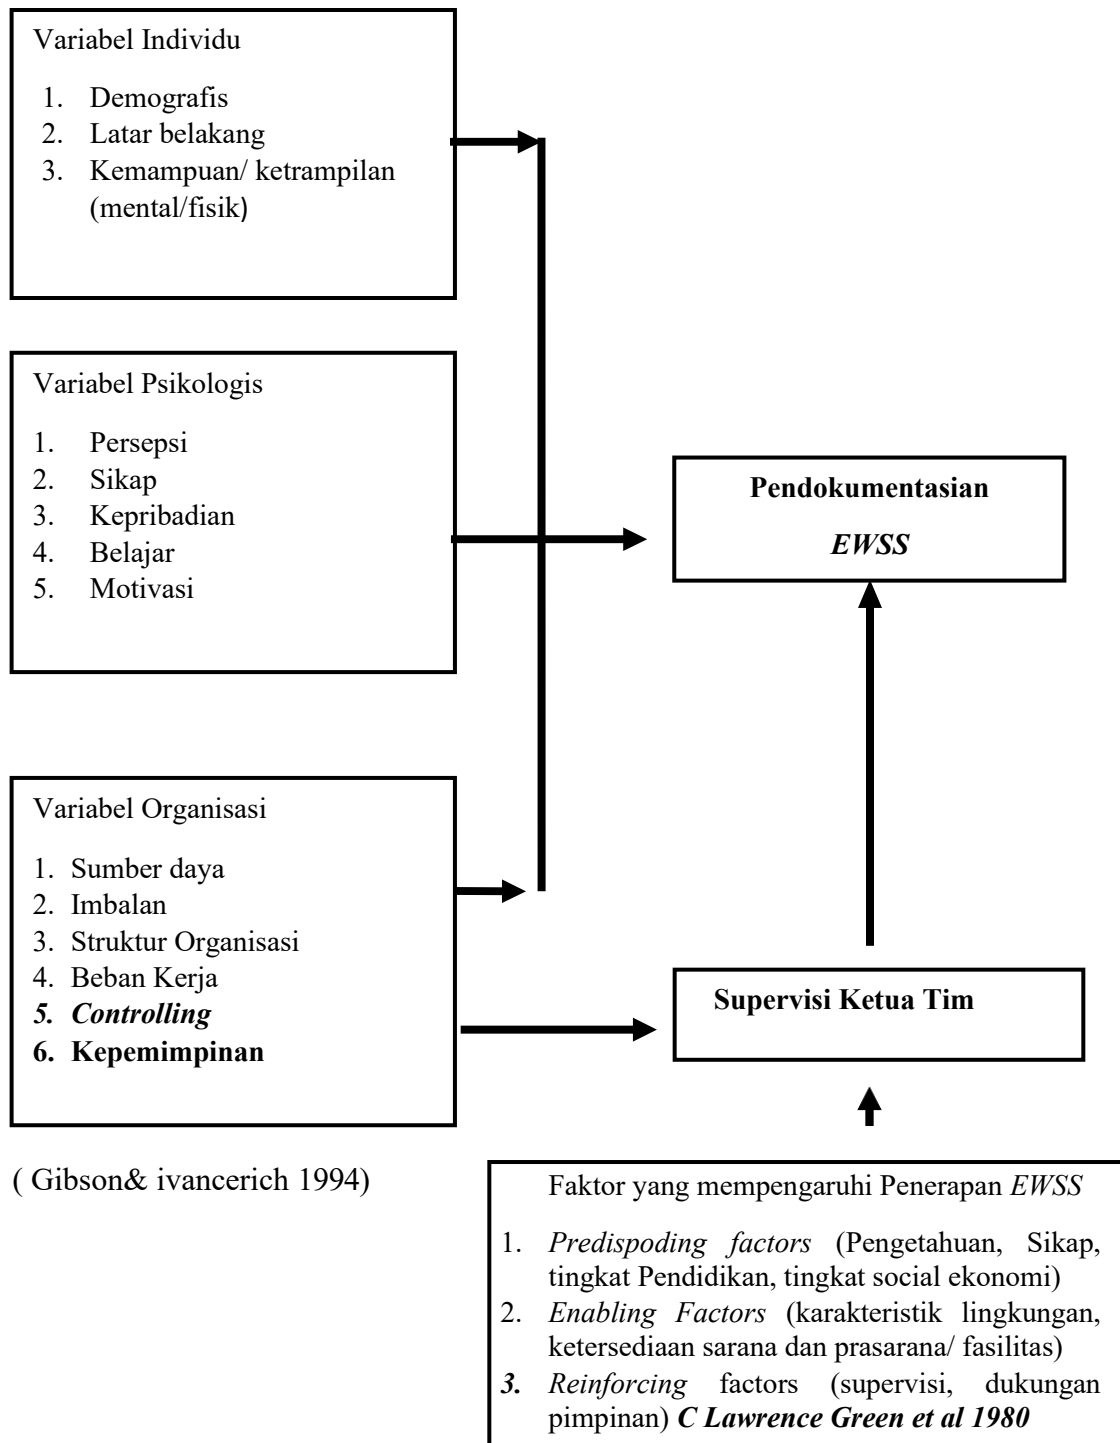 Variabel Individu
1. Demografis
2. Latar belakang
3. Kemampuan/ ketrampilan
(mental/fisik)
Variabel Psikologis
1. Persepsi
2. Sikap
3. Kepribadian
4. Belajar
5. Motivasi
Pendokumentasian
EWSS
Variabel Organisasi
1. Sumber daya
2. Imbalan
3. Struktur Organisasi
4. Beban Kerja
5. Controlling
6. Kepemimpinan
Supervisi Ketua Tim
( Gibson& ivancerich 1994)
Faktor yang mempengaruhi Penerapan EWSS
1. Predispoding factors (Pengetahuan, Sikap,
tingkat Pendidikan, tingkat social ekonomi)
2. Enabling Factors (karakteristik lingkungan,
ketersediaan sarana dan prasarana/ fasilitas)
3. Reinforcing factors (supervisi, dukungan
pimpinan) C Lawrence Green et al 1980